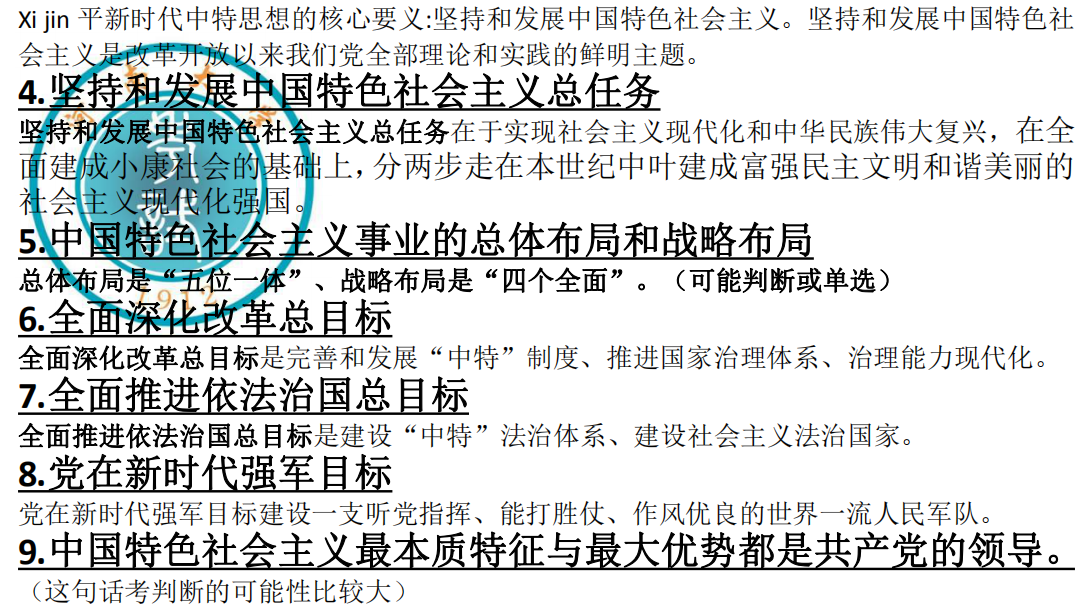 Xi jin 平新时代中特思想的核心要义:坚持和发展中国特色社会主义。坚持和发展中国特色社
会主义是改革开放以来我们党全部理论和实践的鲜明主题。
4.坚持和发展中国特色社会主义总任务
坚持和发展中国特色社会主义总任务在于实现社会主义现代化和中华民族伟大复兴，在全
面建成小康社会的基础上，分两步走在本世纪中叶建成富强民主文明和谐美丽的
社会主义现代化强国。
5.中国特色社会主义事业的总体布局和战略布局
总体布局是“五位一体”、战略布局是“四个全面”。（可能判断或单选）
1912
6.全面深化改革总目标
全面深化改革总目标是完善和发展“中特”制度、推进国家治理体系、治理能力现代化。
7.全面推进依法治国总目标
全面推进依法治国总目标是建设“中特”法治体系、建设社会主义法治国家。
8.党在新时代强军目标
党在新时代强军目标建设一支听党指挥、能打胜仗、作风优良的世界一流人民军队。
9.中国特色社会主义最本质特征与最大优势都是共产党的领导。
（这句话考判断的可能性比较大）